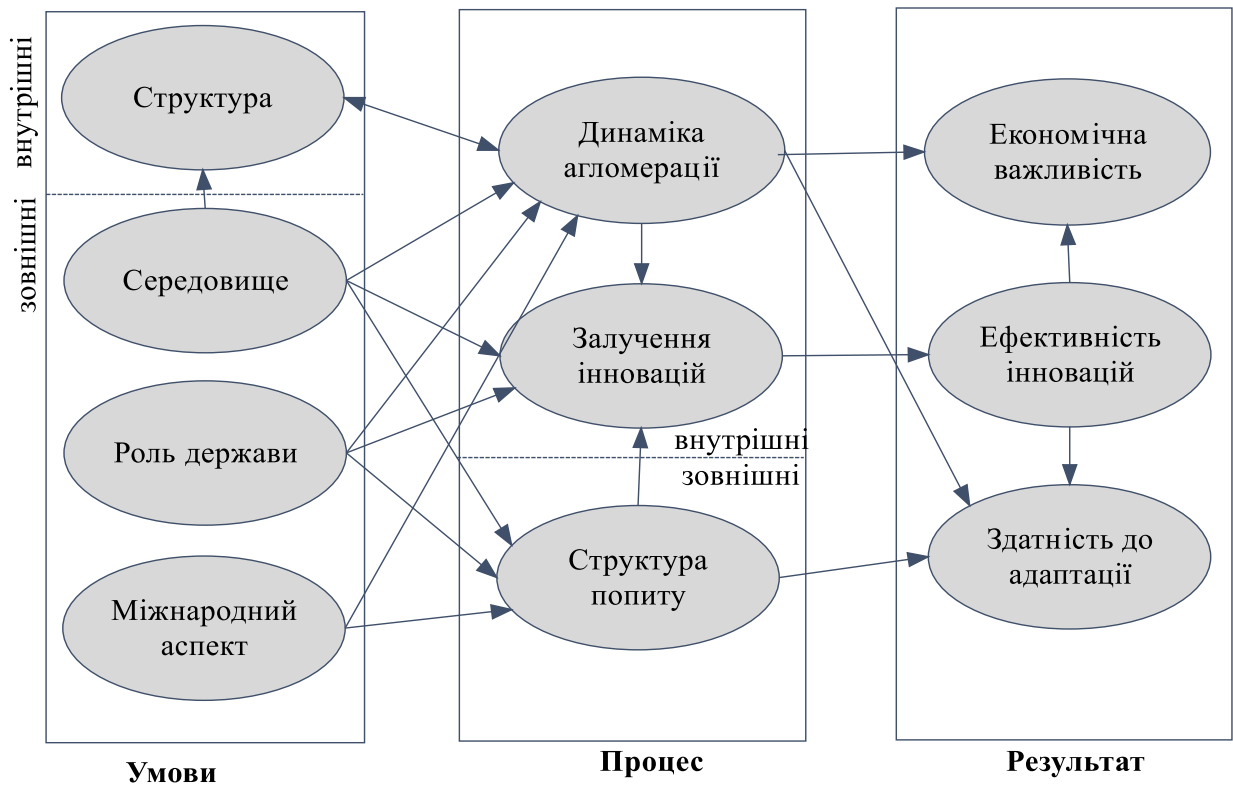 внутрішні
зовнішні
Структура
Середовище
Роль держави
Міжнародний
аспект
Умови
Динаміка
агломерації
Залучення
інновацій
внутрішні
зовнішні
Структура
попиту
Процес
Економічна
важливість
Ефективність
інновацій
Здатність до
адаптації
Результат